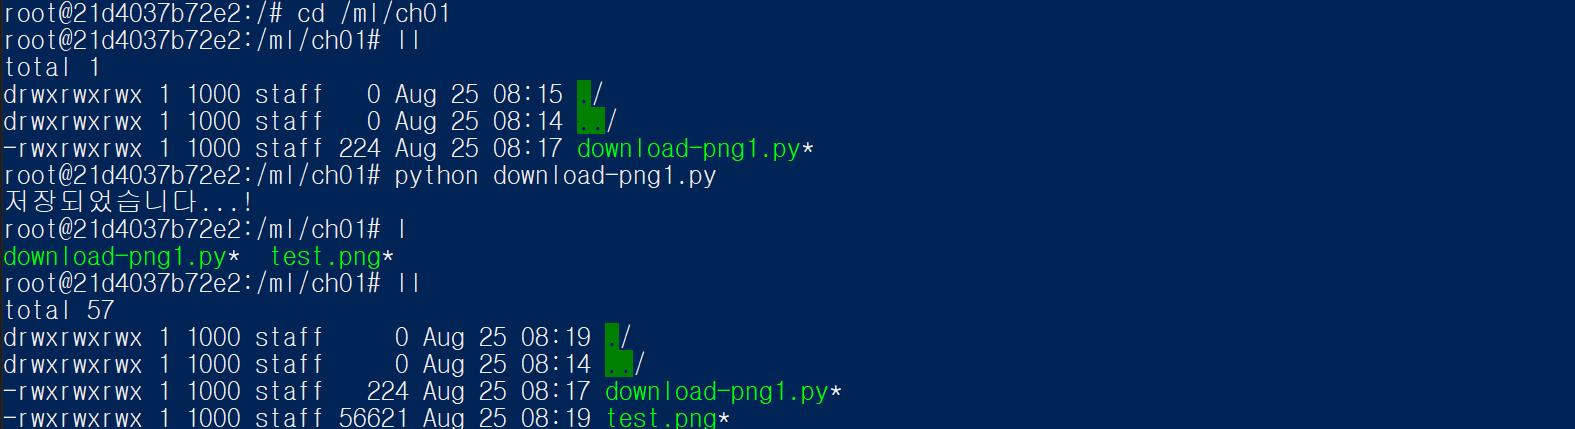 root@21d4037b72e2:/# cd /ml/ch01
root@21d4037b72e2:/ml/ch01# ll
total 1
drwxrwxrwx 1 1000 staff   0 Aug 25 08:15 ./
drwxrwxrwx 1 1000 staff   0 Aug 25 08:14 ../
-rwxrwxrwx 1 1000 staff 224 Aug 25 08:17 download-png1.py*
root@21d4037b72e2:/ml/ch01# python download-png1.py
저장되었습니다...!
root@21d4037b72e2:/ml/ch01# l
download-png1.py*  test.png*
root@21d4037b72e2:/ml/ch01# ll
total 57
drwxrwxrwx 1 1000 staff     0 Aug 25 08:19 ./
drwxrwxrwx 1 1000 staff     0 Aug 25 08:14 ../
-rwxrwxrwx 1 1000 staff   224 Aug 25 08:17 download-png1.py*
-rwxrwxrwx 1 1000 staff 56621 Aug 25 08:19 test.png*